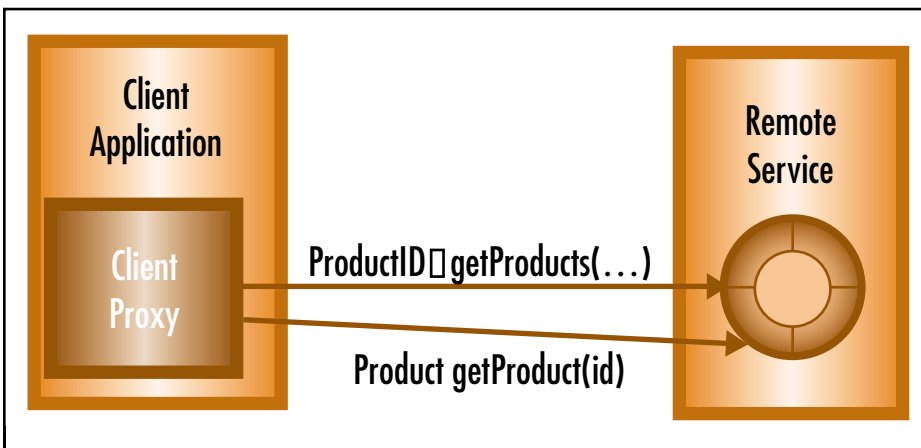 Client
Application
Remote
Service
Client
Proxy
ProductID▯getProducts(…)
Product getProduct(id)